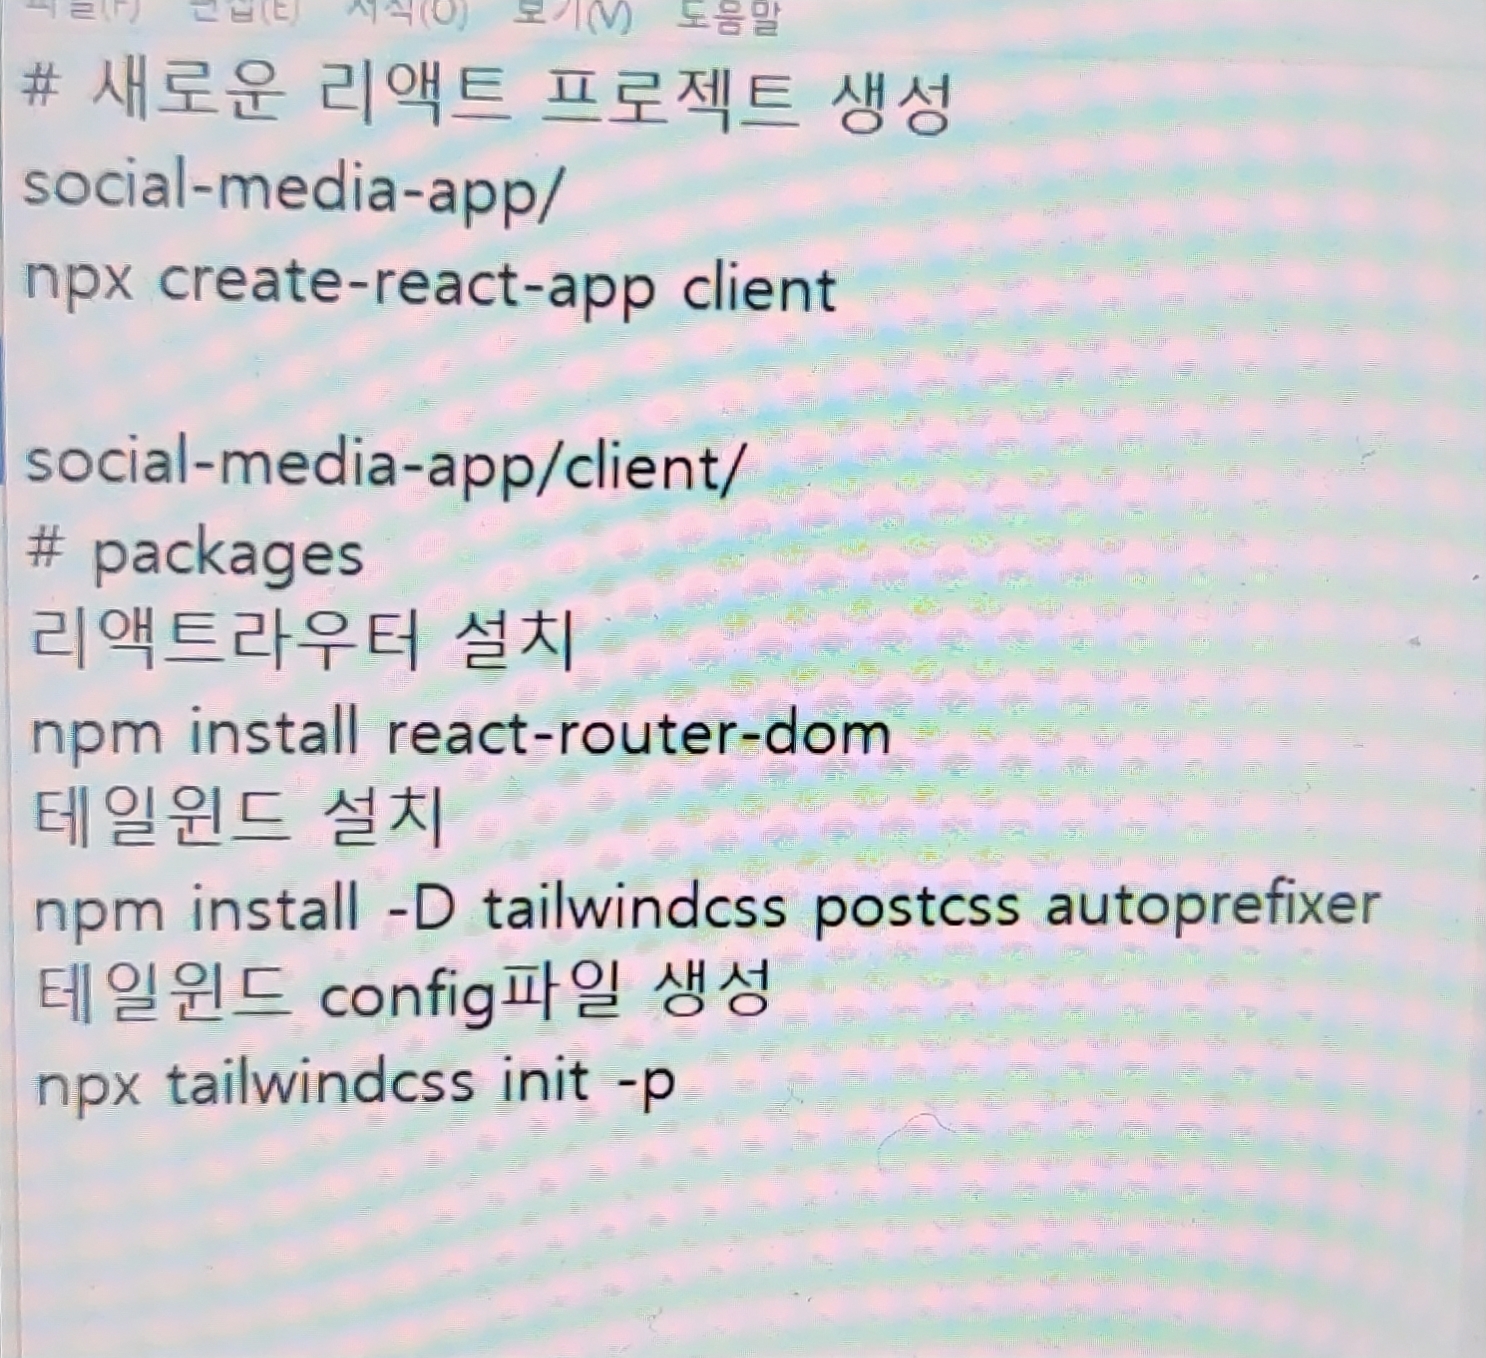 파일(F) 편집(E) 서식(O) 보기(V) 도움말
# 새로운 리액트 프로젝트 생성
social-media-app/
npx create-react-app client
social-media-app/client/
# packages
리액트라우터 설치
npm install react-router-dom
테일윈드 설치
npm install -D tailwindcss postcss autoprefixer
테일윈드 config파일 생성
npx tailwindcss init -p